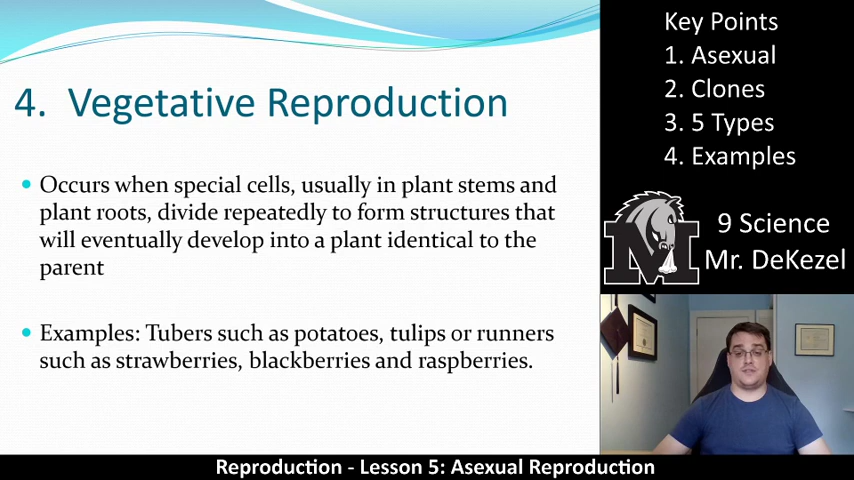 4. Vegetative Reproduction
• Occurs when special cells, usually in plant stems and
plant roots, divide repeatedly to form structures that
will eventually develop into a plant identical to the
parent
• Examples: Tubers such as potatoes, tulips or runners
such as strawberries, blackberries and raspberries.
Key Points
1. Asexual
2. Clones
3. 5 Types
4. Examples
M
9 Science
Mr. DeKezel
Reproduction - Lesson 5: Asexual Reproduction